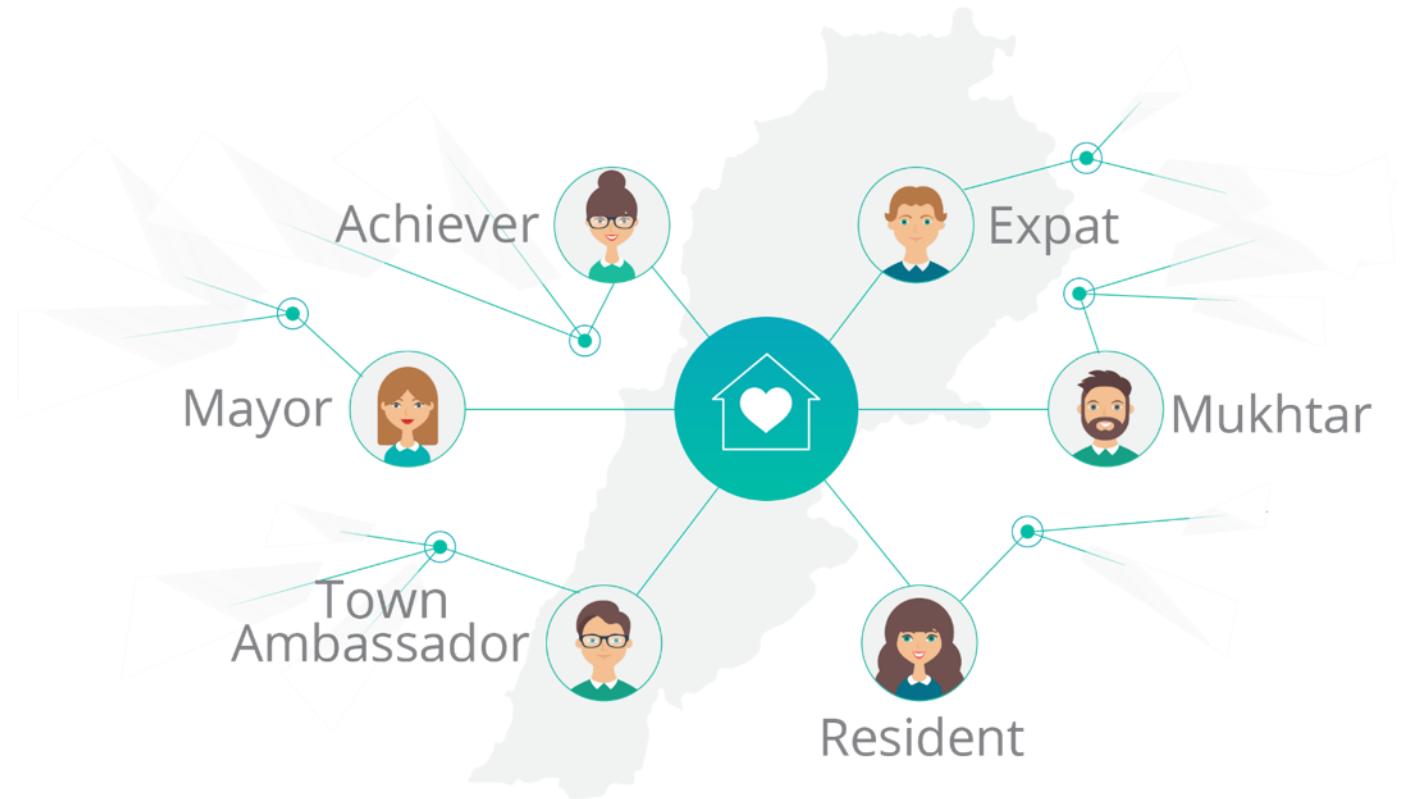 Achiever
Expat
Mayor
Mukhtar
Town
Ambassador
Resident